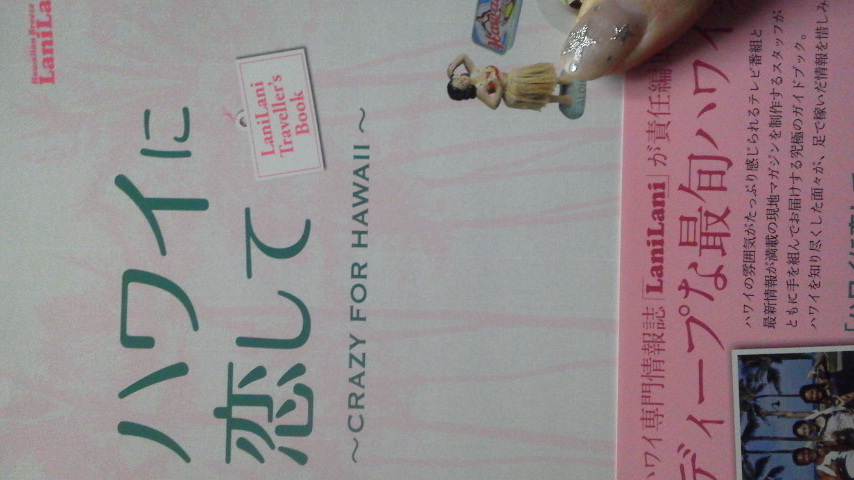 Hawaiian Breeze
LaniLa
LaniLani
Traveller's
Book
ハワイに
恋して
〜CRAZY FOR HAWAII〜
Hawaii
ALOHA
ワイ専門情報誌「LaniLani」が責任編
ディープな最旬ハワイ
ハワイの雰囲気がたっぷり感じられるテレビ番組と
最新情報が満載の現地マガジンを制作するスタッフが
ともに手を組んでお届けする究極のガイドブック。
ハワイを知り尽くした面々が、足で稼いだ情報を惜しみ